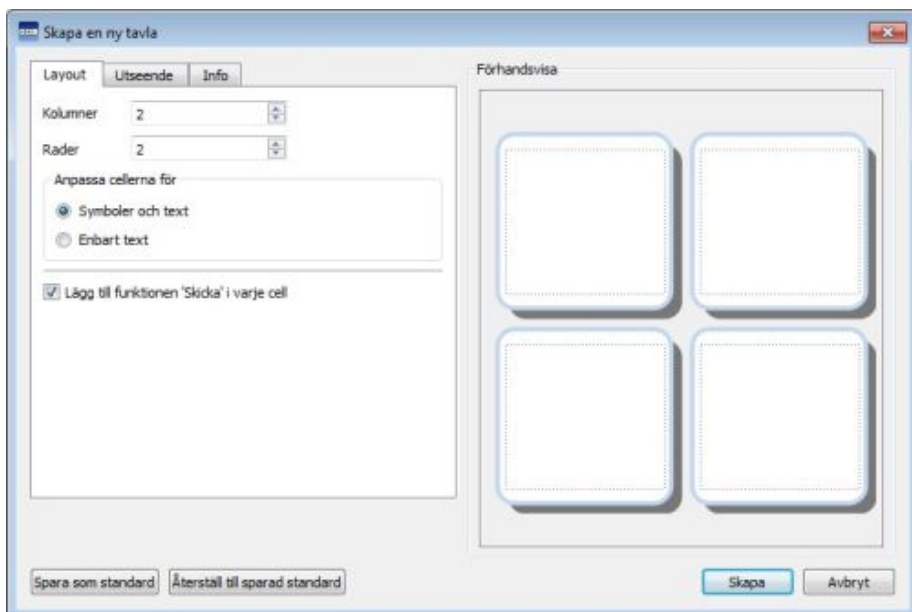 Skapa en ny tavla
Layout
Utseende
Info
Kolumner
2
Rader
2
Anpassa cellerna för
Symboler och text
Enbart text
Lägg till funktionen 'Skicka' i varje cell
Förhandsvisa
Spara som standard
Återställ till sparad standard
Skapa
Avbryt